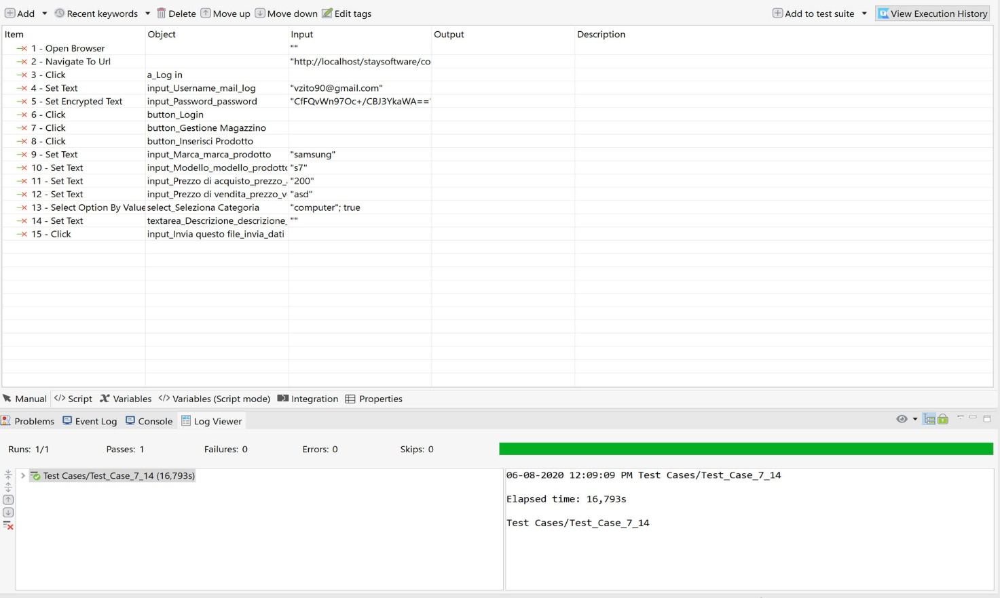 Add Recent keywords Delete Move up Move down Edit tags Add to test suite View Execution History
Item Object Input Output Description
1 - Open Browser ""
2 - Navigate To Url "http://localhost/staysoftware/co
3 - Click a_Log in
4 - Set Text input_Username_mail_log "vzito90@gmail.com"
5 - Set Encrypted Text input_Password_password "CfFQvWn97Oc+/CBJ3YkaWA=="
6 - Click button_Login
7 - Click button_Gestione Magazzino
8 - Click button_Inserisci Prodotto
9 - Set Text input_Marca_marca_prodotto "samsung"
10 - Set Text input_Modello_modello_prodotto "s7"
11 - Set Text input_Prezzo di acquisto_prezzo_ "200"
12 - Set Text input_Prezzo di vendita_prezzo_v "asd"
13 - Select Option By Value select_Seleziona Categoria "computer"; true
14 - Set Text textarea_Descrizione_descrizione_ ""
15 - Click input_Invia questo file_invia_dati
Manual Script Variables Variables (Script mode) Integration Properties
Problems Event Log Console Log Viewer
Runs: 1/1 Passes: 1 Failures: 0 Errors: 0 Skips: 0
Test Cases/Test_Case_7_14 (16,793s)
06-08-2020 12:09:09 PM Test Cases/Test_Case_7_14
Elapsed time: 16,793s
Test Cases/Test_Case_7_14